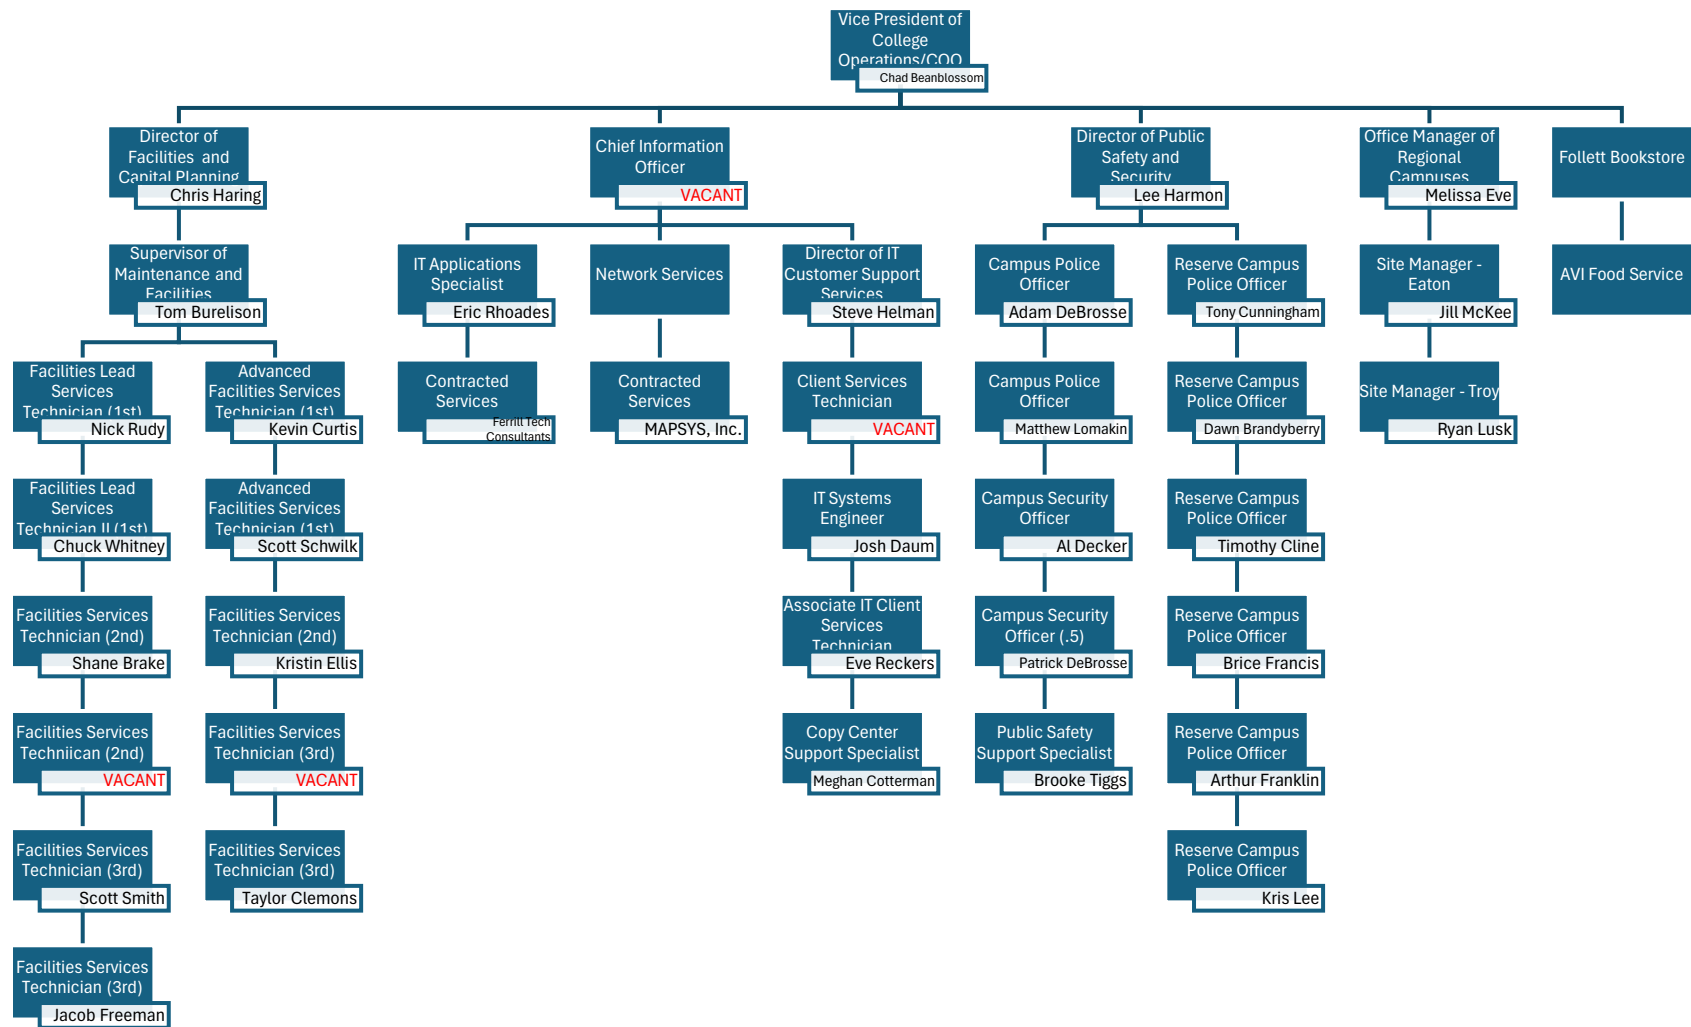 Vice President of
College
Operations/COO
Chad Beanblossom
Director of
Facilities and
Capital Planning
Chris Haring
Chief Information
Officer
VACANT
Director of Public
Safety and
Security
Lee Harmon
Office Manager of
Regional
Campuses
Melissa Eve
Follett Bookstore
Supervisor of
Maintenance and
Facilities
Tom Burelison
IT Applications
Specialist
Eric Rhoades
Network Services
Director of IT
Customer Support
Services
Steve Helman
Campus Police
Officer
Adam DeBrosse
Reserve Campus
Police Officer
Tony Cunningham
Site Manager -
Eaton
Jill McKee
AVI Food Service
Facilities Lead
Services
Technician (1st)
Nick Rudy
Advanced
Facilities Services
Technician (1st)
Kevin Curtis
Contracted
Services
Ferrill Tech
Consultants
Contracted
Services
MAPSYS, Inc.
Client Services
Technician
VACANT
Campus Police
Officer
Matthew Lomakin
Reserve Campus
Police Officer
Dawn Brandyberry
Site Manager - Troy
Ryan Lusk
Facilities Lead
Services
Technician II (1st)
Chuck Whitney
Advanced
Facilities Services
Technician (1st)
Scott Schwilk
IT Systems
Engineer
Josh Daum
Campus Security
Officer
Al Decker
Reserve Campus
Police Officer
Timothy Cline
Facilities Services
Technician (2nd)
Shane Brake
Facilities Services
Technician (2nd)
Kristin Ellis
Associate IT Client
Services
Technician
Eve Reckers
Campus Security
Officer (.5)
Patrick DeBrosse
Reserve Campus
Police Officer
Brice Francis
Facilities Services
Techniican (2nd)
VACANT
Facilities Services
Technician (3rd)
VACANT
Copy Center
Support Specialist
Meghan Cotterman
Public Safety
Support Specialist
Brooke Tiggs
Reserve Campus
Police Officer
Arthur Franklin
Facilities Services
Technician (3rd)
Scott Smith
Facilities Services
Technician (3rd)
Taylor Clemons
Reserve Campus
Police Officer
Kris Lee
Facilities Services
Technician (3rd)
Jacob Freeman